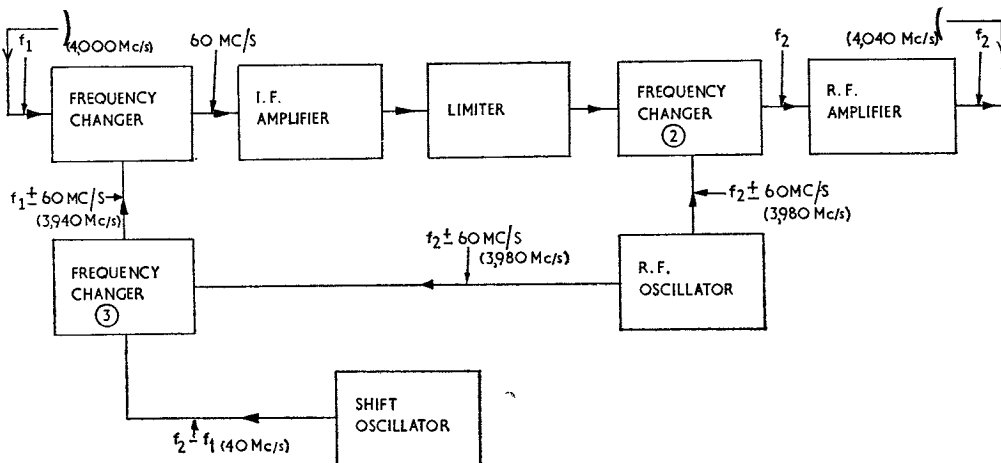 f1
(4,000 Mc/s)
60 MC/S
(4,040 Mc/s)
f2
f2
FREQUENCY
CHANGER
I.F.
AMPLIFIER
LIMITER
FREQUENCY
CHANGER
2
R.F.
AMPLIFIER
f1 ± 60 MC/S
(3,940 Mc/s)
f2 ± 60MC/S
(3,980 Mc/s)
f2 ± 60 MC/S
(3,980 Mc/s)
FREQUENCY
CHANGER
3
R.F.
OSCILLATOR
SHIFT
OSCILLATOR
f2 ± f1 (40 Mc/s)